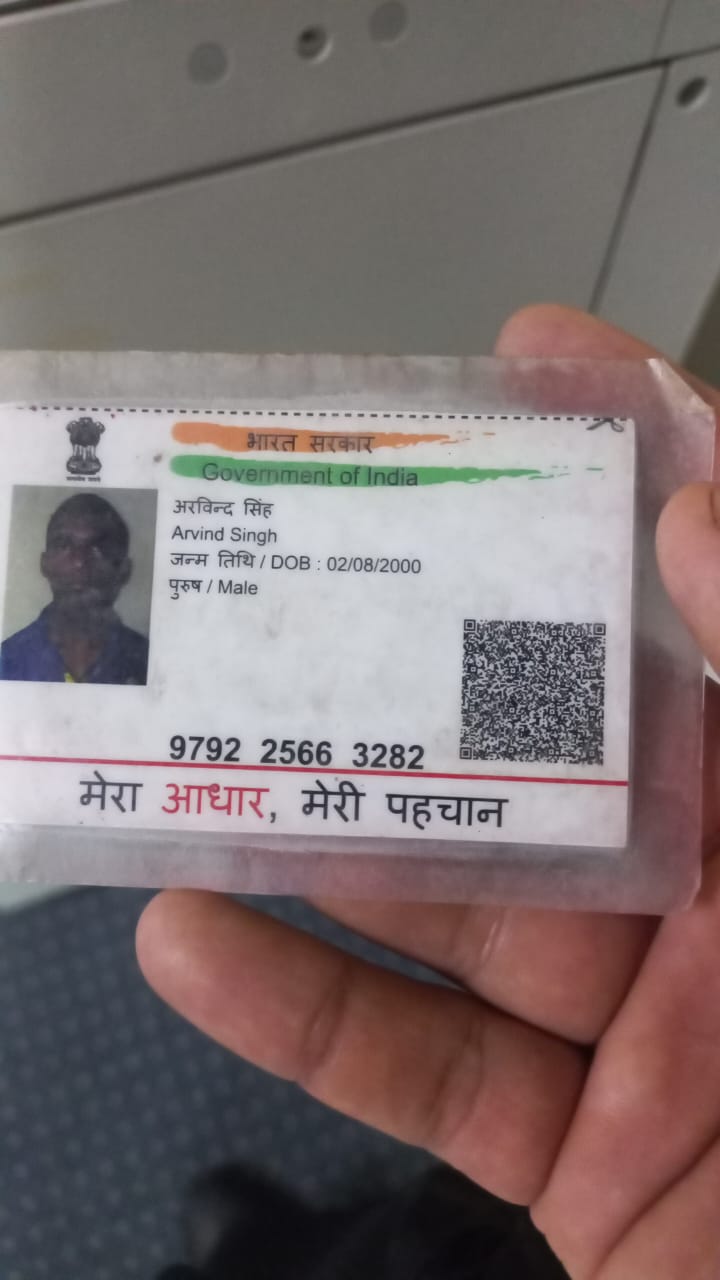 भारत सरकार
Government of India
अरविन्द सिंह
Arvind Singh
जन्म तिथि / DOB : 02/08/2000
पुरुष / Male
9792 2566 3282
मेरा आधार, मेरी पहचान